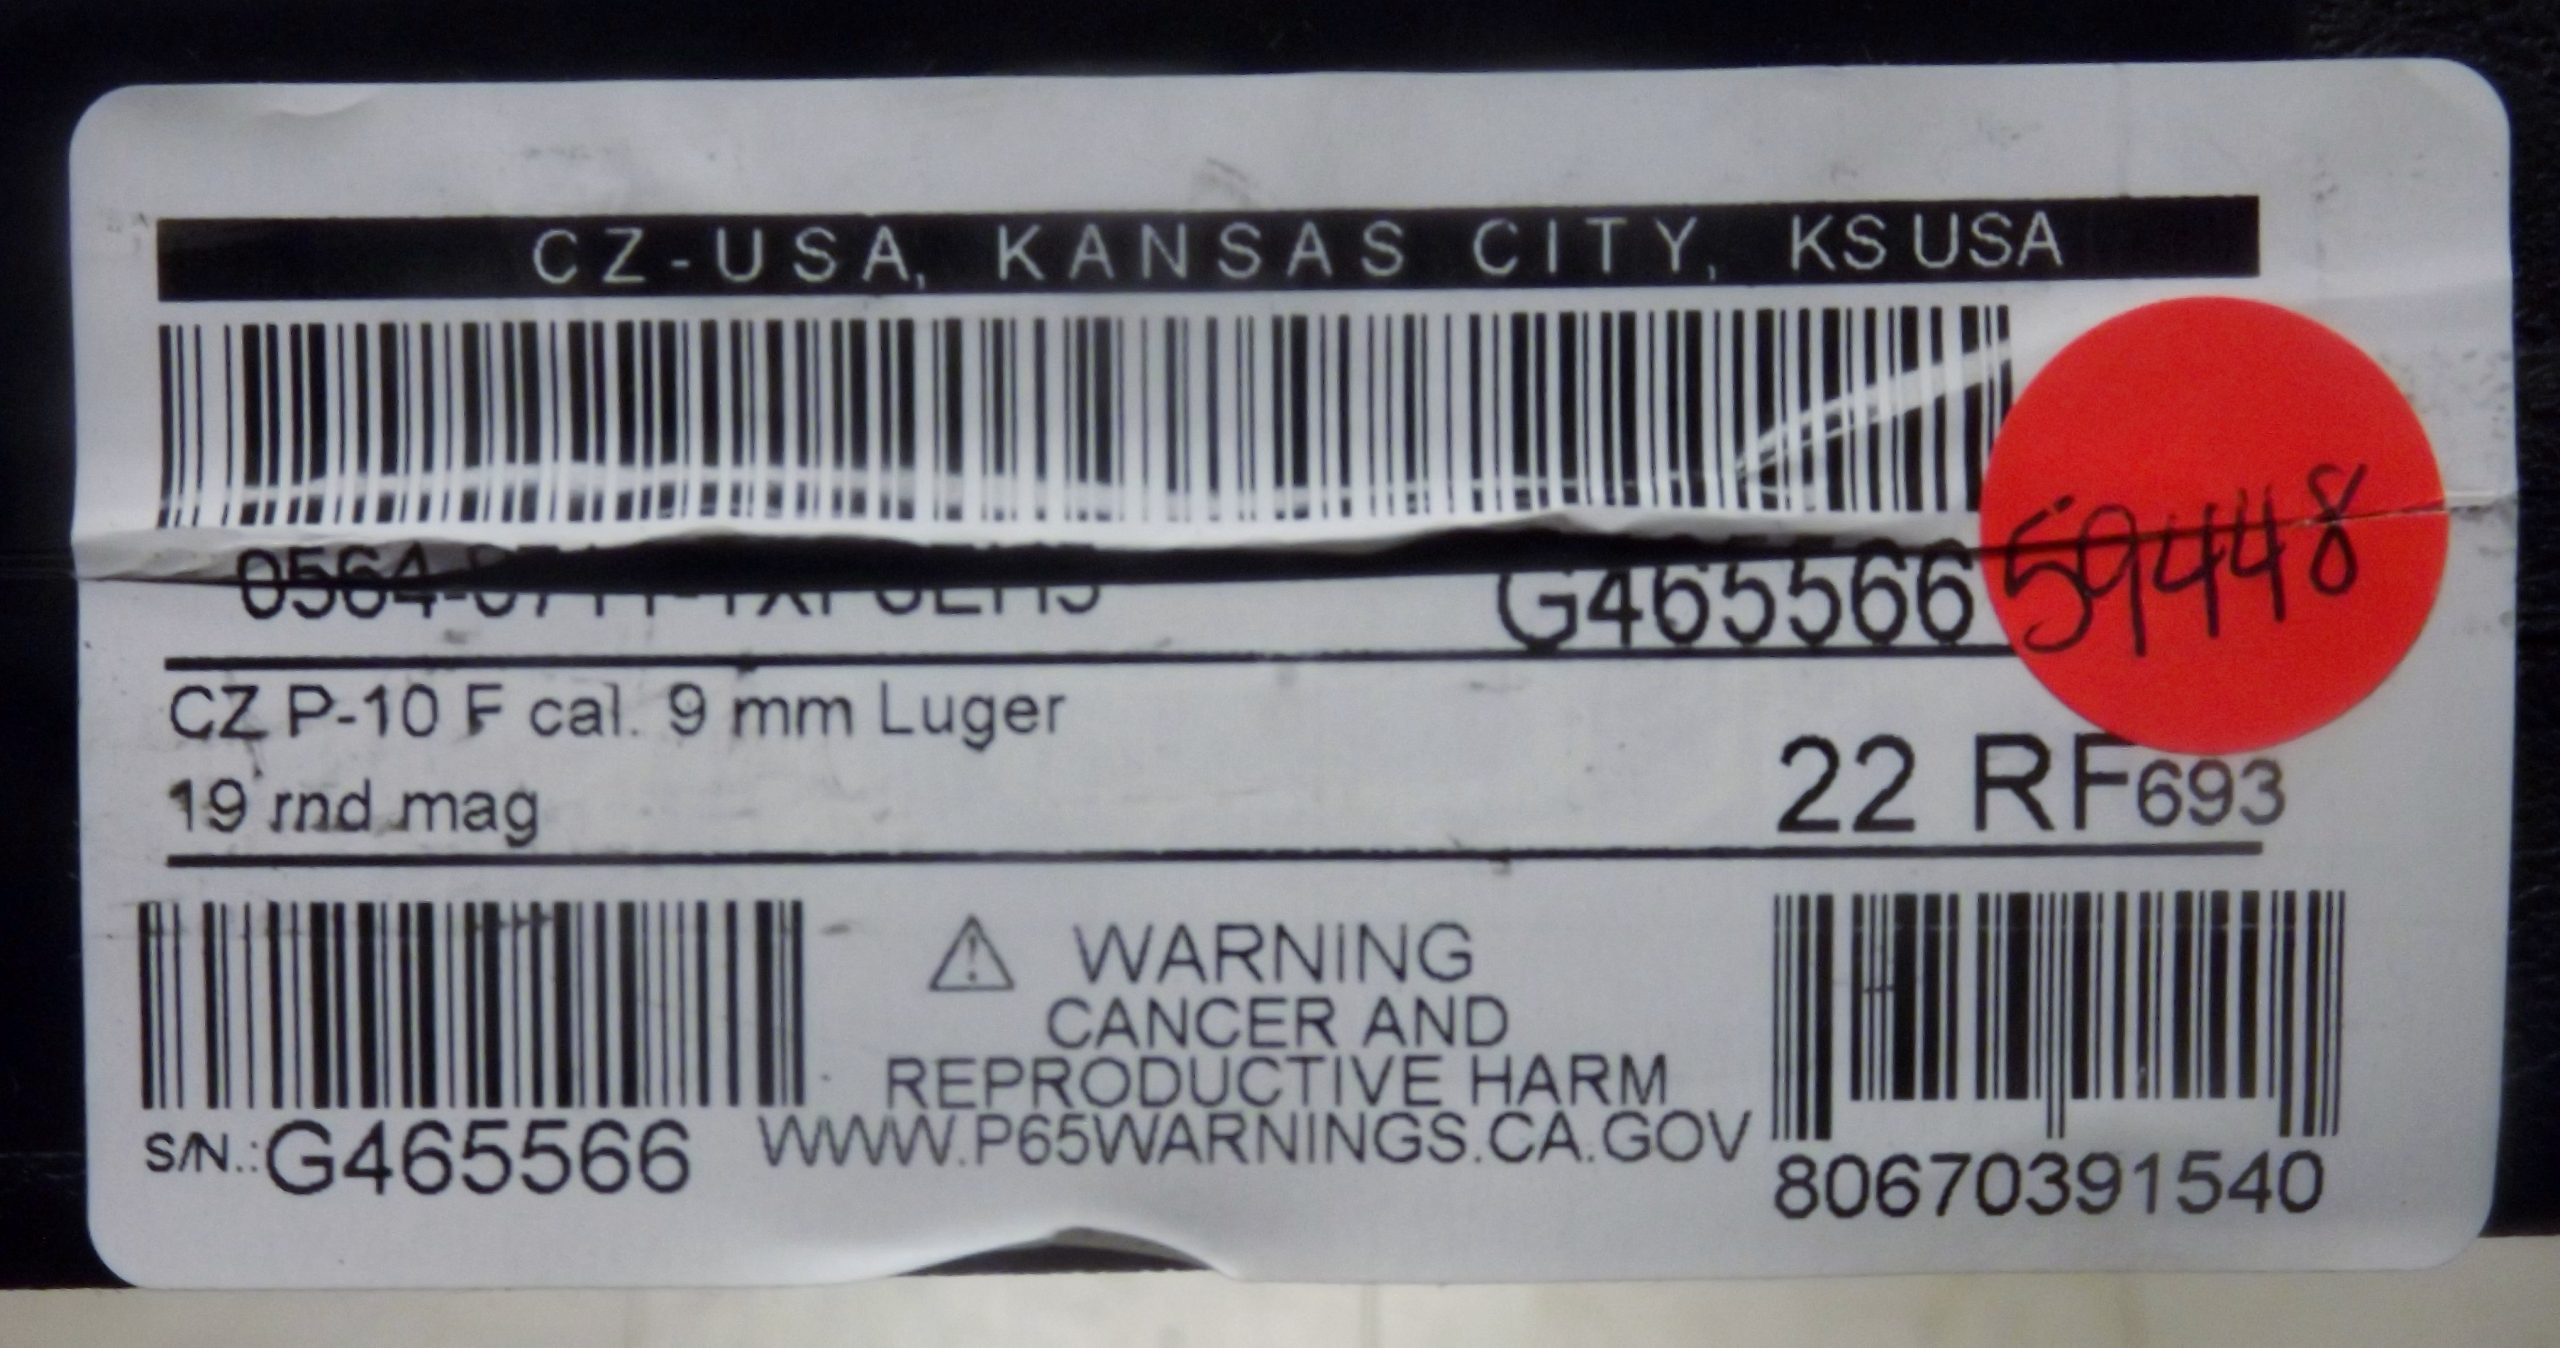 CZ-USA, KANSAS CITY, KS USA
G465566
59448
CZ P-10 F cal. 9 mm Luger
19 rnd mag
22 RF693
WARNING
CANCER AND
REPRODUCTIVE HARM
WWW.P65WARNINGS.CA.GOV
S/N.:G465566
80670391540